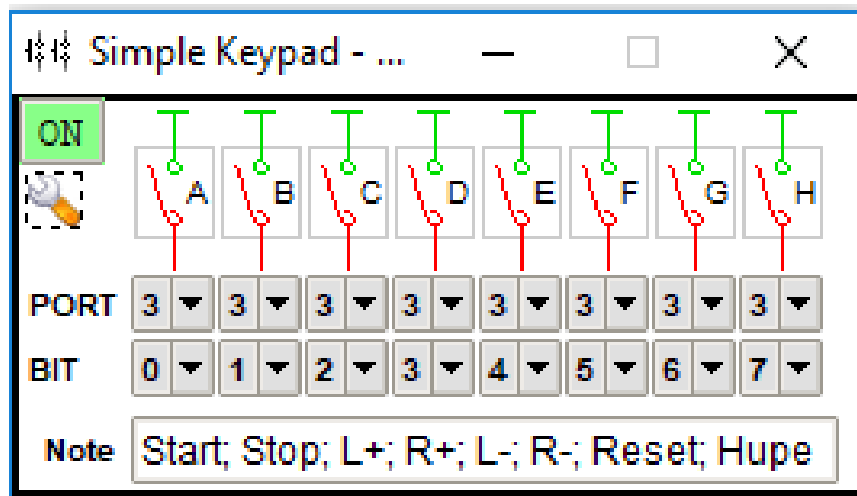 Simple Keypad - ...
ON
A B C D E F G H
PORT 3 3 3 3 3 3 3 3
BIT 0 1 2 3 4 5 6 7
Note Start; Stop; L+; R+; L-; R-; Reset; Hupe